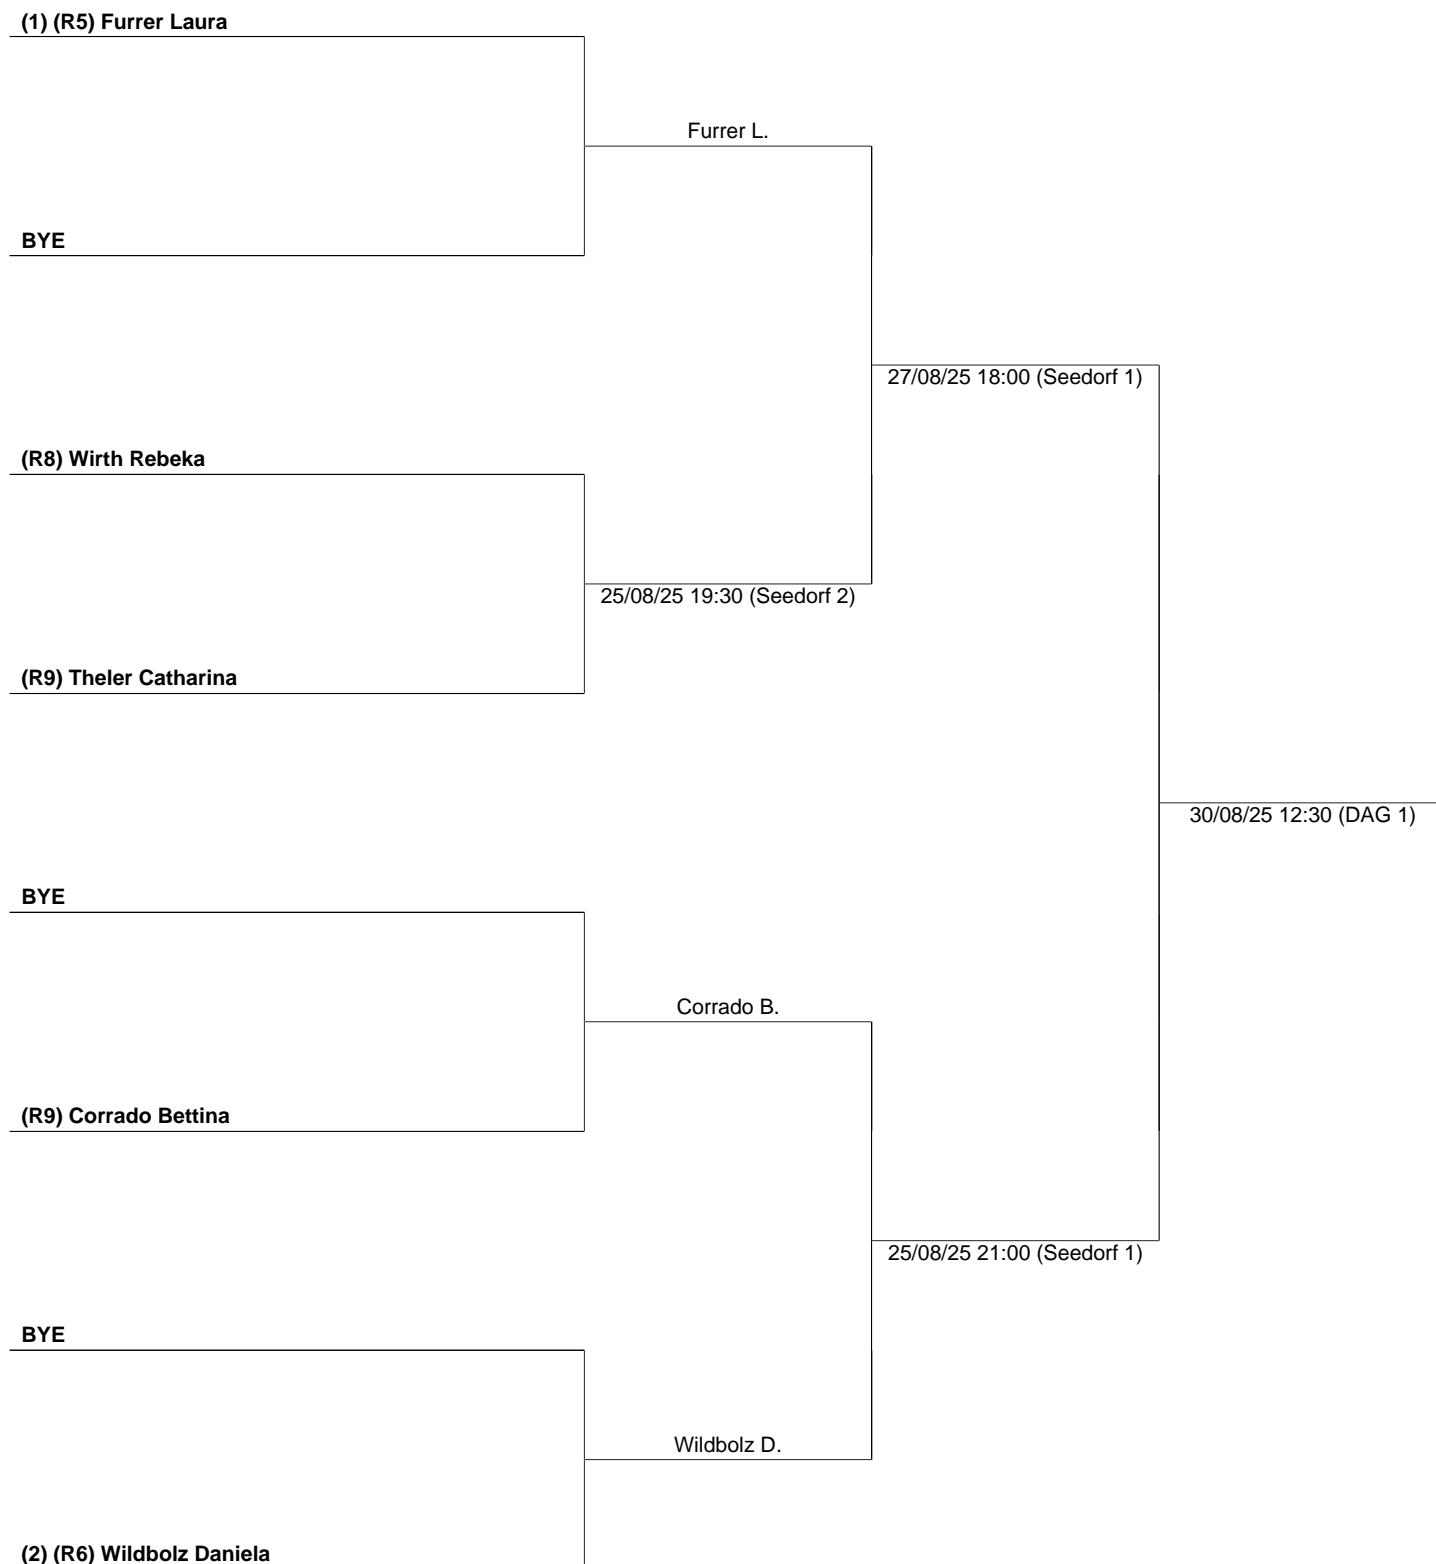 (1) (R5) Furrer Laura
Furrer L.
BYE
27/08/25 18:00 (Seedorf 1)
(R8) Wirth Rebeka
25/08/25 19:30 (Seedorf 2)
(R9) Theler Catharina
30/08/25 12:30 (DAG 1)
BYE
Corrado B.
(R9) Corrado Bettina
25/08/25 21:00 (Seedorf 1)
BYE
Wildbolz D.
(2) (R6) Wildbolz Daniela